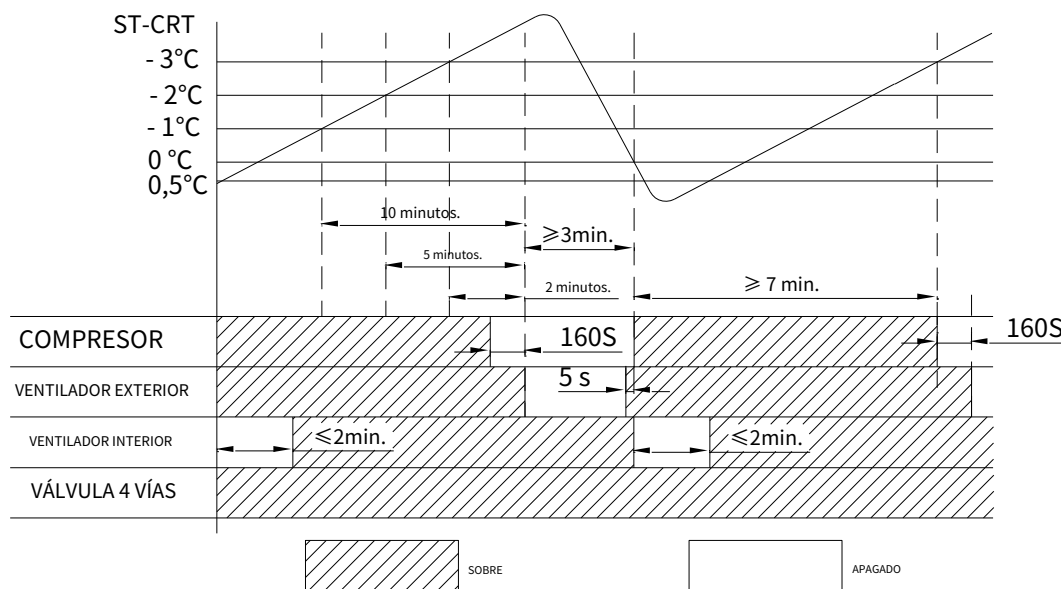 ST-CRT
- 3°C
- 2°C
- 1°C
0 °C
0,5°C
10 minutos.
≥3min.
5 minutos.
2 minutos.
≥ 7 min.
COMPRESOR
160S
160S
VENTILADOR EXTERIOR
5 s
VENTILADOR INTERIOR
≤2min.
≤2min.
VÁLVULA 4 VÍAS
SOBRE
APAGADO